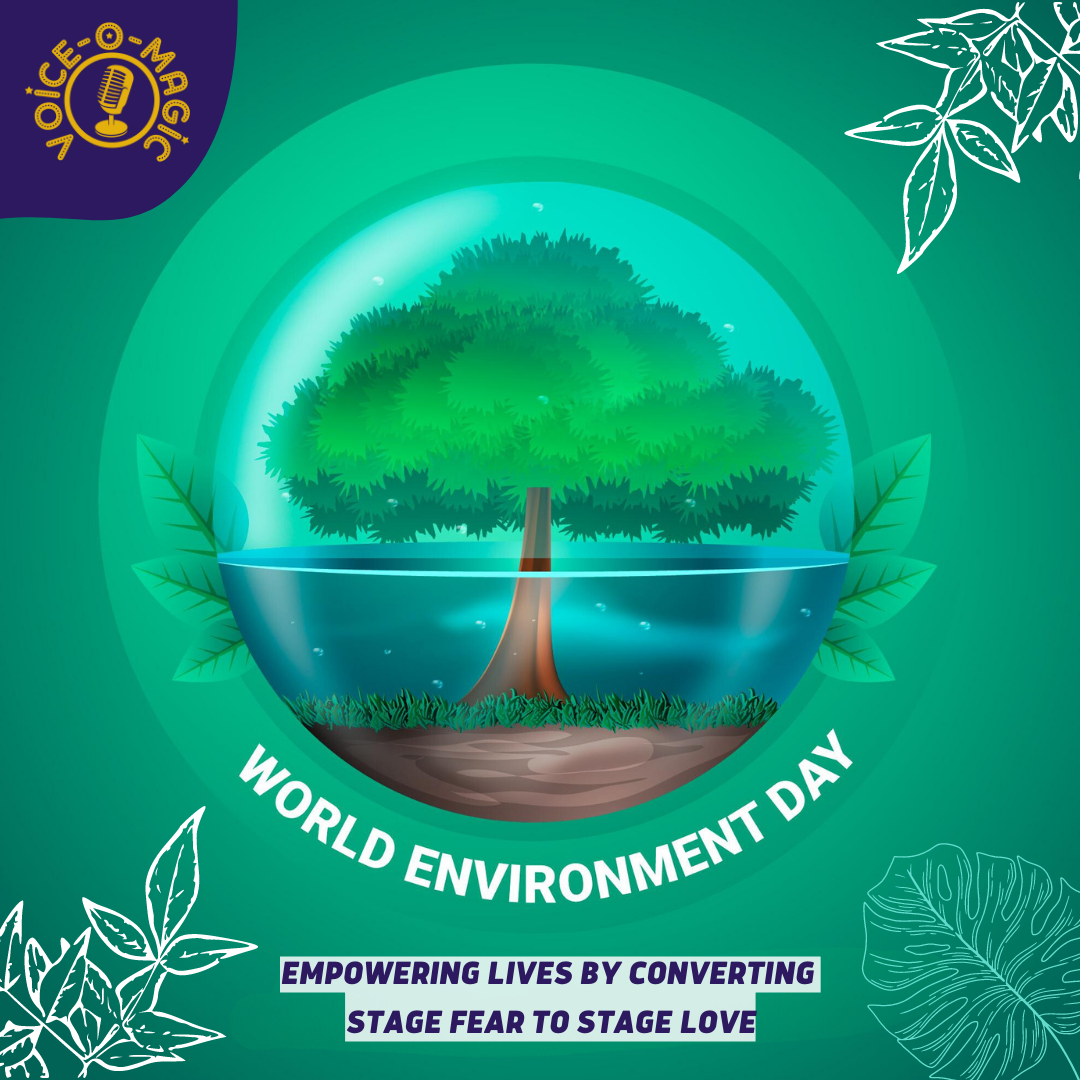 VOICE-O-MAGIC
WORLD ENVIRONMENT DAY
EMPOWERING LIVES BY CONVERTING
STAGE FEAR TO STAGE LOVE